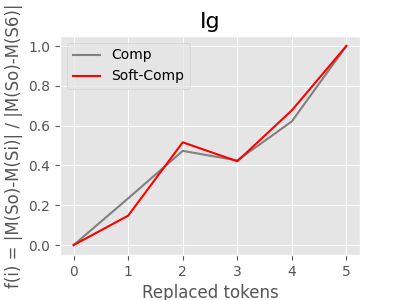 Ig
Comp
Soft-Comp
f(i) = |M(So)-M(Si)| / |M(So)-M(S6)|
1.0
0.8
0.6
0.4
0.2
0.0
0 1 2 3 4 5
Replaced tokens